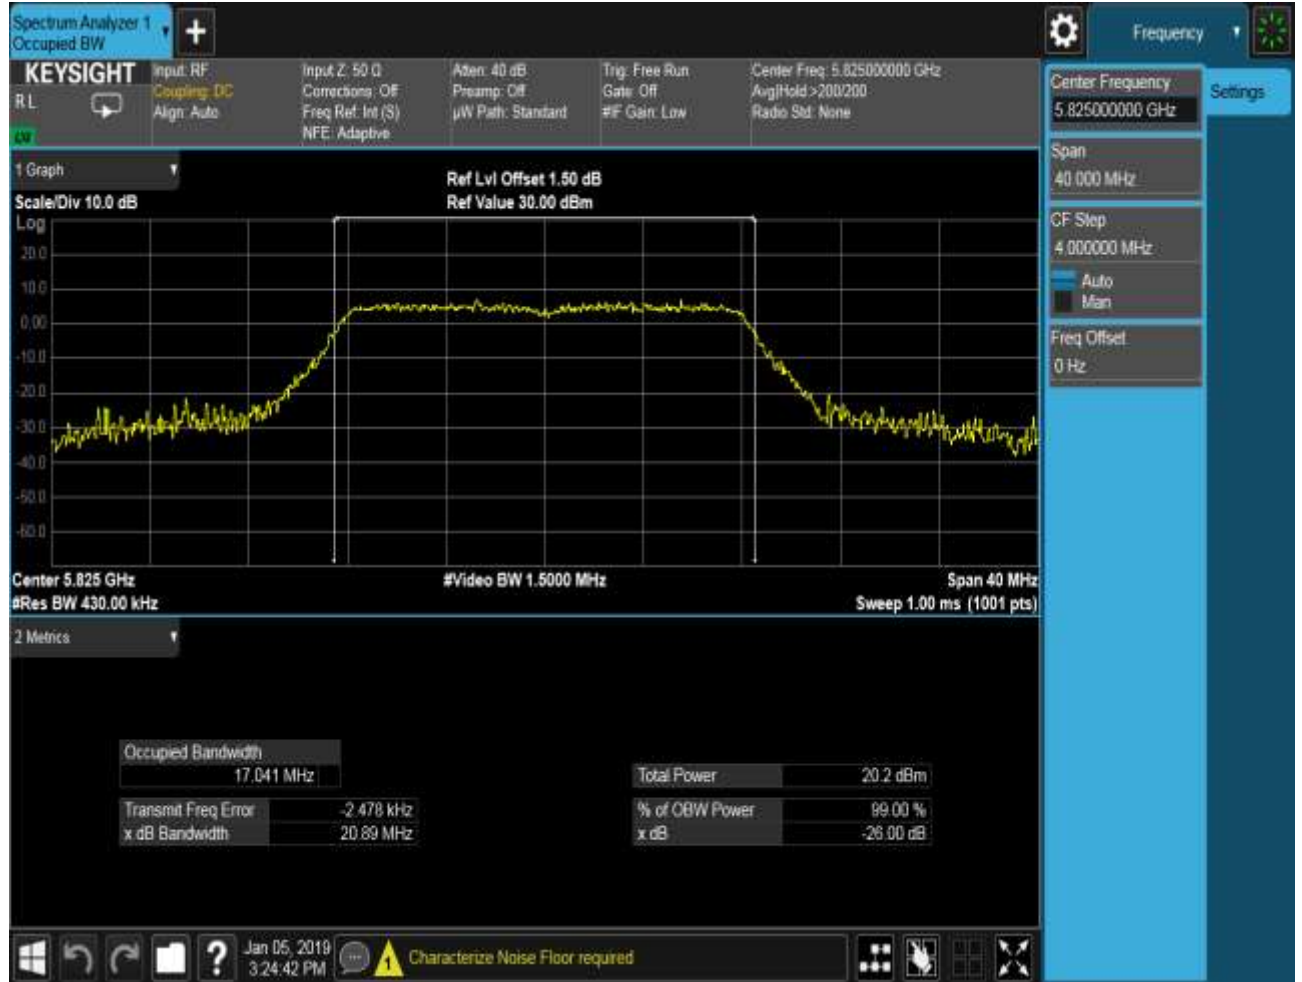 Spectrum Analyzer 1
Occupied BW
Frequency
KEYSIGHT
R L
Input: RF
Coupling: DC
Align: Auto
Input Z: 50 Ω
Corrections: Off
Freq Ref: Int (S)
NFE: Adaptive
Atten: 40 dB
Preamp: Off
µW Path: Standard
Trig: Free Run
Gate: Off
#IF Gain: Low
Center Freq: 5.825000000 GHz
Avg|Hold:>200/200
Radio Std: None
Center Frequency
5.825000000 GHz
Settings
Span
40.000 MHz
CF Step
4.000000 MHz
Auto
Man
Freq Offset
0 Hz
1 Graph
Scale/Div 10.0 dB
Ref Lvl Offset 1.50 dB
Ref Value 30.00 dBm
Log
20.0
10.0
0.00
-10.0
-20.0
-30.0
-40.0
-50.0
-60.0
Center 5.825 GHz
#Video BW 1.5000 MHz
Span 40 MHz
#Res BW 430.00 kHz
Sweep 1.00 ms (1001 pts)
2 Metrics
Occupied Bandwidth
17.041 MHz
Total Power
20.2 dBm
Transmit Freq Error
-2.478 kHz
% of OBW Power
99.00 %
x dB Bandwidth
20.89 MHz
x dB
-26.00 dB
Jan 05, 2019
3:24:42 PM
1
Characterize Noise Floor required